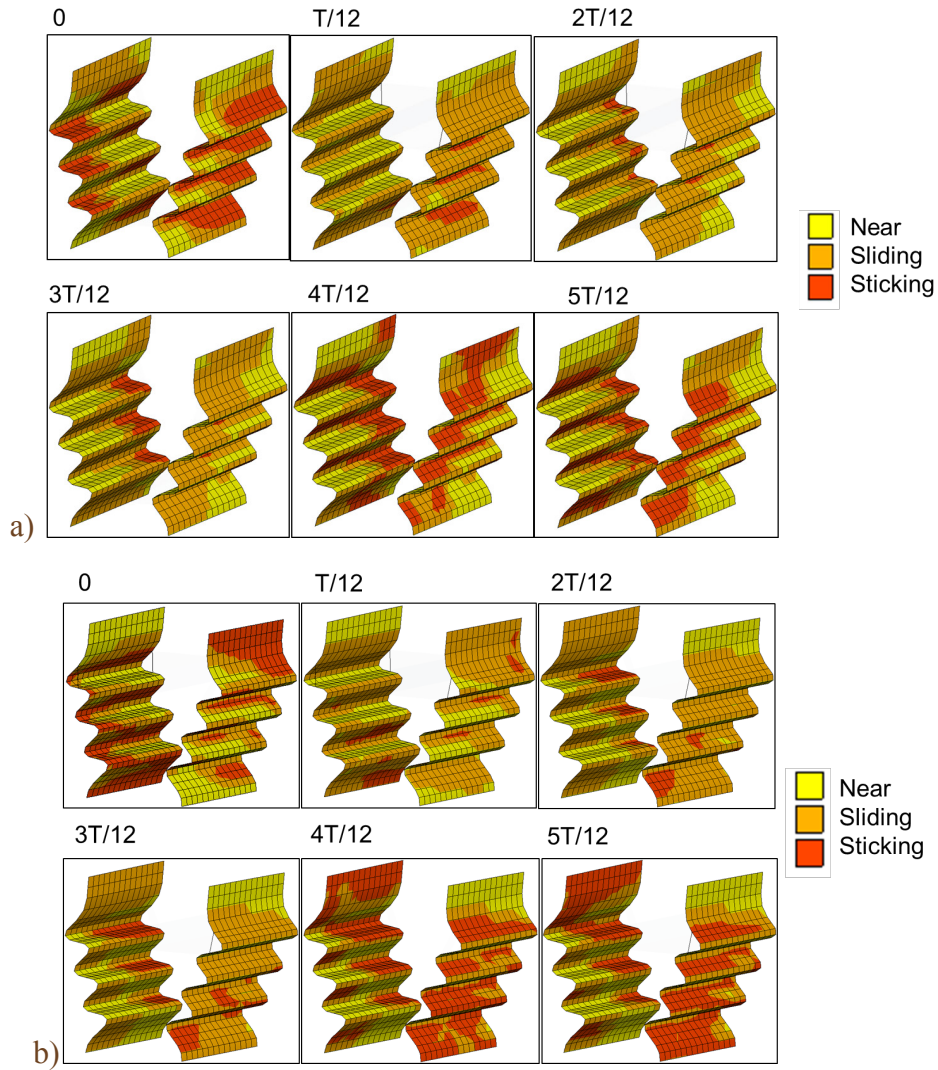 0 T/12 2T/12
Near
Sliding
Sticking
3T/12 4T/12 5T/12
a)
0 T/12 2T/12
Near
Sliding
Sticking
3T/12 4T/12 5T/12
b)